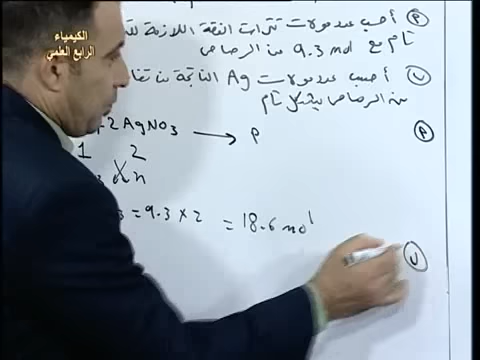 الكيمياء
الرابع العلمي
(P) أحسب عدد مولات نترات الفضة اللازمة
تام مع 9.3 mol من الرصاص
(ب) أحسب عدد مولات Ag الناتجة من
من الرصاص بشكل تام
+2AgNO3 → P
(P)
1 2
n
= 9.3 × 2 = 18.6 mol
(ب)